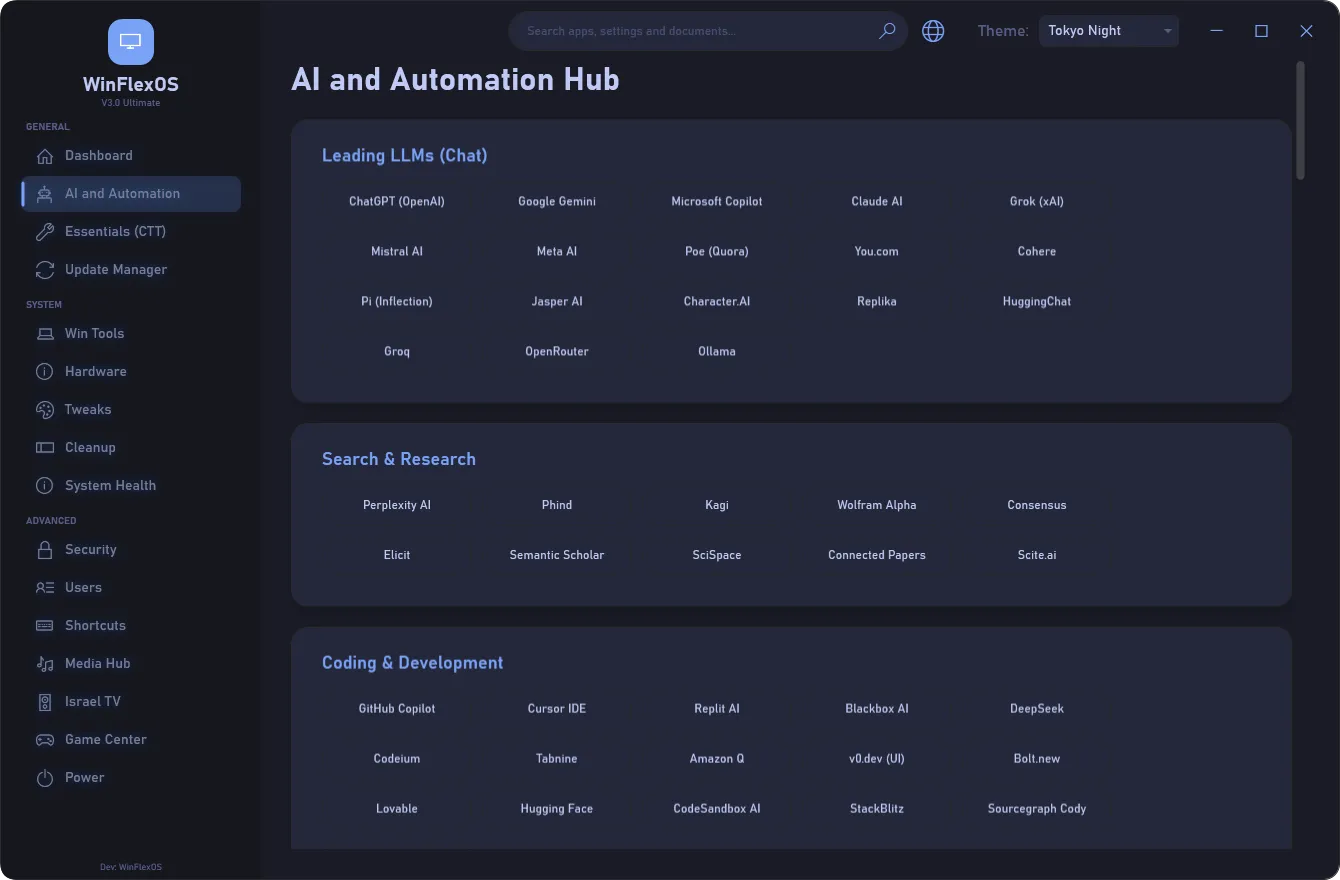 WinFlexOS
V3.0 Ultimate
GENERAL
Dashboard
AI and Automation
Essentials (CTT)
Update Manager
SYSTEM
Win Tools
Hardware
Tweaks
Cleanup
System Health
ADVANCED
Security
Users
Shortcuts
Media Hub
Israel TV
Game Center
Power
Dev: WinFlexOS
Search apps, settings and documents...
Theme: Tokyo Night
AI and Automation Hub
Leading LLMs (Chat)
ChatGPT (OpenAI) Google Gemini Microsoft Copilot Claude AI Grok (xAI)
Mistral AI Meta AI Poe (Quora) You.com Cohere
Pi (Inflection) Jasper AI Character.AI Replika HuggingChat
Groq OpenRouter Ollama
Search & Research
Perplexity AI Phind Kagi Wolfram Alpha Consensus
Elicit Semantic Scholar SciSpace Connected Papers Scite.ai
Coding & Development
GitHub Copilot Cursor IDE Replit AI Blackbox AI DeepSeek
Codeium Tabnine Amazon Q v0.dev (UI) Bolt.new
Lovable Hugging Face CodeSandbox AI StackBlitz Sourcegraph Cody